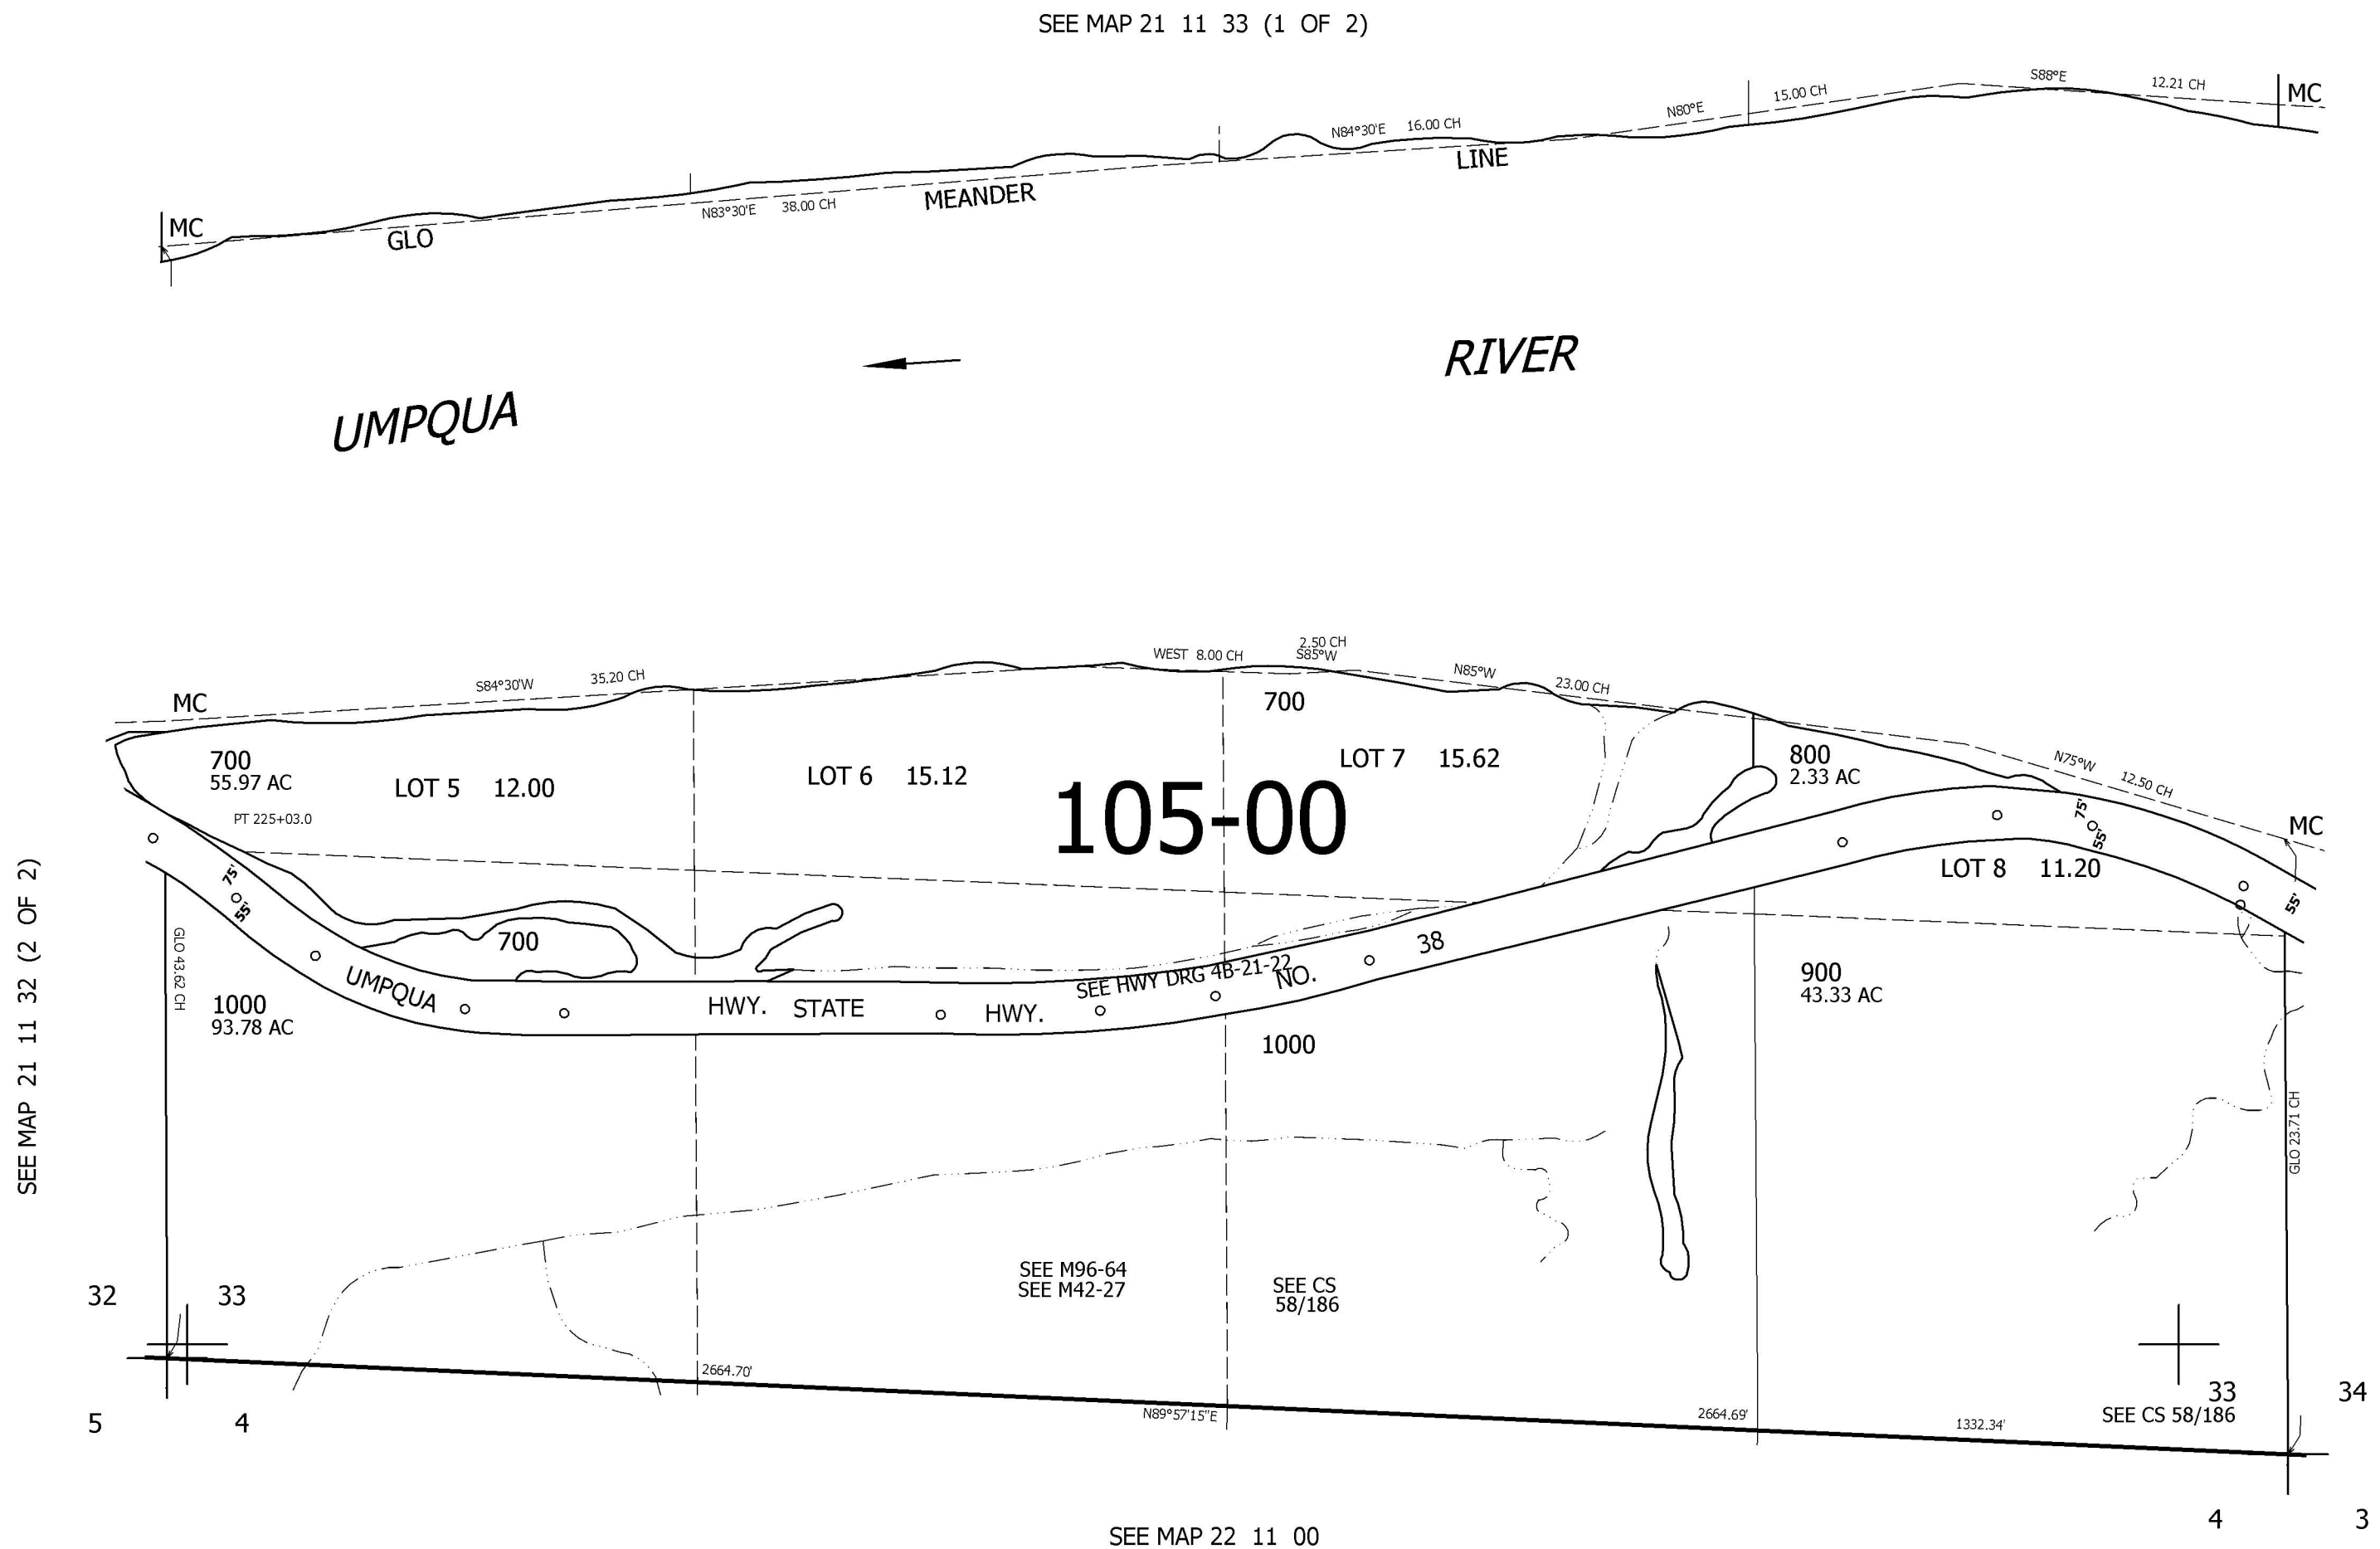 SEE MAP 21 11 33 (1 OF 2)
S88°E 12.21 CH
MC
N80°E 15.00 CH
N84°30'E 16.00 CH
LINE
MEANDER
N83°30'E 38.00 CH
GLO
MC
RIVER
UMPQUA
2.50 CH
WEST 8.00 CH S85°W
N85°W
23.00 CH
S84°30'W 35.20 CH
MC
700
700
55.97 AC
LOT 5 12.00
LOT 6 15.12
LOT 7 15.62
800
2.33 AC
N75°W
12.50 CH
MC
105-00
PT 225+03.0
75'
55'
75'
55'
55'
LOT 8 11.20
SEE MAP 21 11 32 (2 OF 2)
GLO 43.62 CH
700
UMPQUA HWY. STATE HWY. NO. 38
SEE HWY DRG 4B-21-22
1000
93.78 AC
1000
900
43.33 AC
GLO 23.71 CH
SEE M96-64
SEE M42-27
SEE CS
58/186
32 33
2664.70'
N89°57'15"E
2664.69'
1332.34'
33 34
SEE CS 58/186
5 4
4 3
SEE MAP 22 11 00